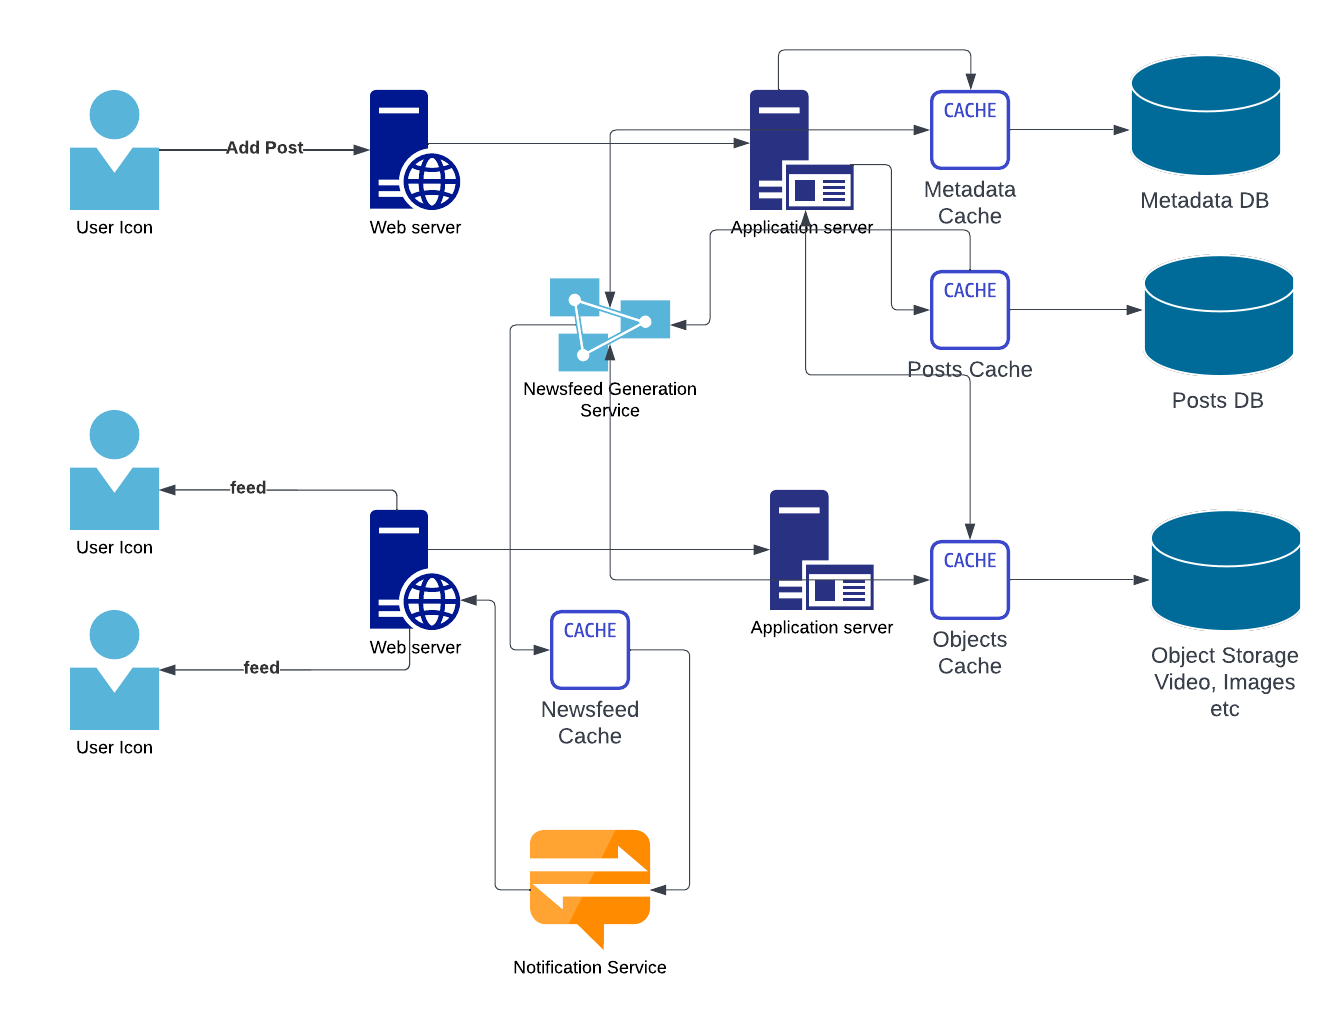 CACHE
Add Post
Metadata
Cache
Metadata DB
User Icon
Web server
Application server
CACHE
Posts Cache
Posts DB
Newsfeed Generation
Service
feed
User Icon
CACHE
Application server
Objects
Cache
Object Storage
Video, Images
etc
CACHE
Web server
feed
Newsfeed
Cache
User Icon
Notification Service